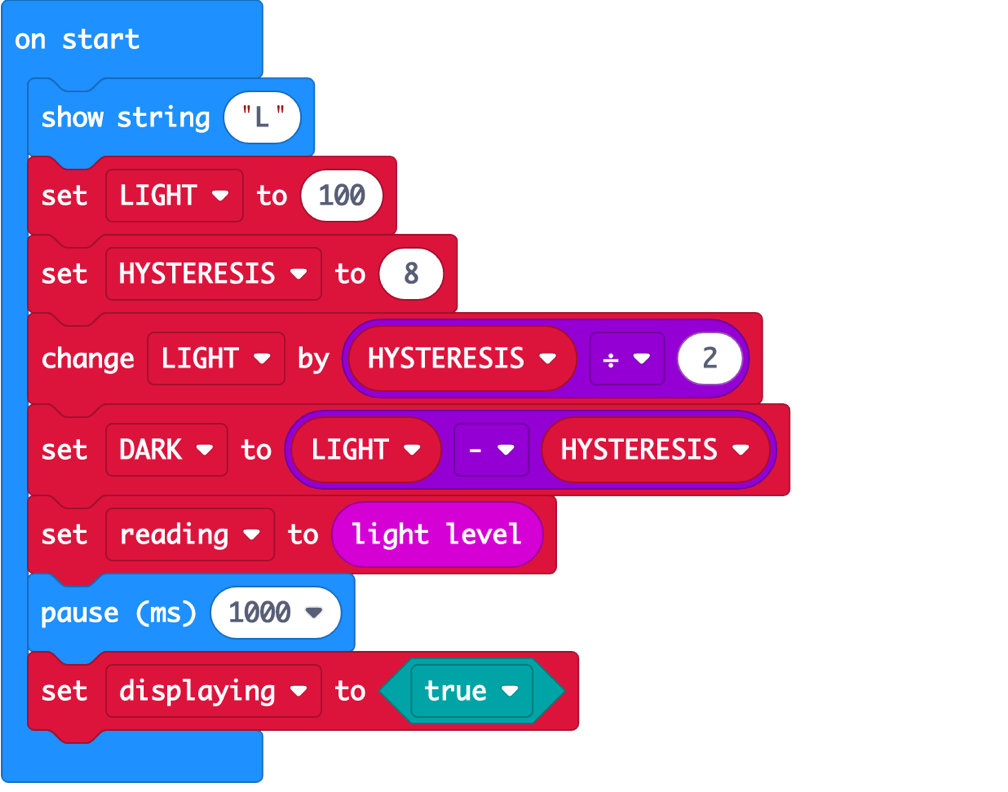 on start
show string "L"
set LIGHT to 100
set HYSTERESIS to 8
change LIGHT by HYSTERESIS ÷ 2
set DARK to LIGHT - HYSTERESIS
set reading to light level
pause (ms) 1000
set displaying to true